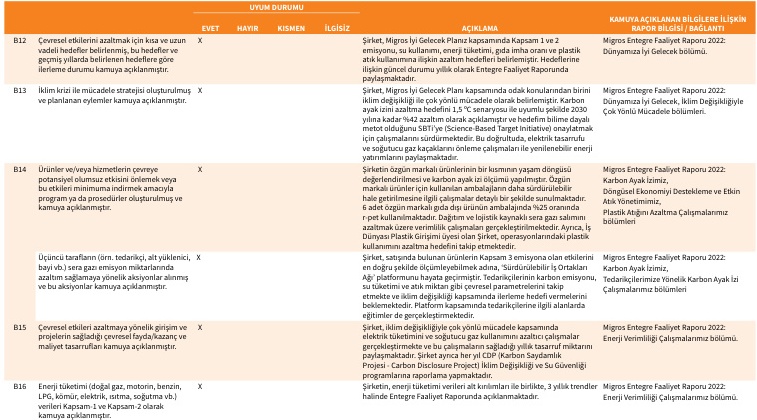 UYUM DURUMU
EVET HAYIR KISMEN İLGİSİZ AÇIKLAMA KAMUYA AÇIKLANAN BİLGİLERE İLİŞKİN
RAPOR BİLGİSİ / BAĞLANTI
B12 Çevresel etkilerini azaltmak için kısa ve uzun
vadeli hedefler belirlenmiş, bu hedefler ve
geçmiş yıllarda belirlenen hedeflere göre
ilerleme durumu kamuya açıklanmıştır.
X
Şirket, Migros İyi Gelecek Planız kapsamında Kapsam 1 ve 2
emisyonu, su kullanımı, enerji tüketimi, gıda imha oranı ve plastik
atık kullanımına ilişkin azaltım hedefleri belirlemiştir. Hedeflerine
ilişkin güncel durumu yıllık olarak Entegre Faaliyet Raporunda
paylaşmaktadır.
Migros Entegre Faaliyet Raporu 2022:
Dünyamıza İyi Gelecek bölümü.
B13 İklim krizi ile mücadele stratejisi oluşturulmuş
ve planlanan eylemler kamuya açıklanmıştır.
X
Şirket, Migros İyi Gelecek Planı kapsamında odak konularından birini
iklim değişikliği ile çok yönlü mücadele olarak belirlemiştir. Karbon
ayak izini azaltma hedefini 1,5 ºC senaryosu ile uyumlu şekilde 2030
yılına kadar %42 azaltım olarak açıklamıştır ve hedefin bilime dayalı
metot olduğunu SBTi'ye (Science-Based Target Initiative) onaylatmak
için çalışmaları sürdürmektedir. Bu doğrultuda, elektrik tasarrufu
ve soğutucu gaz kaçaklarını önleme çalışmaları ile yenilenebilir enerji
yatırımlarını paylaşmaktadır.
Migros Entegre Faaliyet Raporu 2022:
Dünyamıza İyi Gelecek, İklim Değişikliğiyle
Çok Yönlü Mücadele bölümleri.
B14 Ürünler ve/veya hizmetlerin çevreye
potansiyel olumsuz etkisini önlemek veya
bu etkileri minimuma indirmek amacıyla
program ya da prosedürler oluşturulmuş ve
kamuya açıklanmıştır.
X
Şirketin özgün markalı ürünlerinin bir kısmının yaşam döngüsü
değerlendirilmesi ve karbon ayak izi ölçümü yapılmıştır. Özgün
markalı ürünler için kullanılan ambalajların daha sürdürülebilir
hale getirilmesine ilgili çalışmalar detaylı bir şekilde sunulmaktadır.
6 adet özgün markalı gıda dışı ürünün ambalajında %25 oranında
r-pet kullanılmaktadır. Dağıtım ve lojistik kaynaklı sera gazı salımını
azaltmak üzere verimlilik çalışmaları gerçekleştirilmektedir. Ayrıca, İş
Dünyası Plastik Girişimi üyesi olan Şirket, operasyonlarındaki plastik
kullanımını azaltma hedefini takip etmektedir.
Migros Entegre Faaliyet Raporu 2022:
Karbon Ayak İzimiz,
Döngüsel Ekonomiyi Destekleme ve Etkin
Atık Yönetimimiz,
Plastik Atığını Azaltma Çalışmalarımız
bölümleri
Üçüncü tarafların (örn. tedarikçi, alt yüklenici,
bayi vb.) sera gazı emisyon miktarlarında
azaltım sağlamaya yönelik aksiyonlar alınmış
ve bu aksiyonlar kamuya açıklanmıştır.
X
Şirket, satışında bulunan ürünlerin Kapsam 3 emisyona olan etkilerini
en doğru şekilde ölçümleyebilmek adına, 'Sürdürülebilir İş Ortakları
Ağı' platformunu hayata geçirmiştir. Tedarikçilerinin karbon emisyonu,
su tüketimi ve atık miktarı gibi çevresel parametrelerini takip
etmekte ve iklim değişikliği kapsamında ilerleme hedef vermelerini
beklemektedir. Platform kapsamında tedarikçilerine ilgili alanlarda
eğitimler de gerçekleştirmektedir.
Migros Entegre Faaliyet Raporu 2022:
Karbon Ayak İzimiz,
Tedarikçilerimize Yönelik Karbon Ayak İzi
Çalışmalarımız bölümleri
B15 Çevresel etkileri azaltmaya yönelik girişim ve
projelerin sağladığı çevresel fayda/kazanç ve
maliyet tasarrufları kamuya açıklanmıştır.
X
Şirket, iklim değişikliğiyle çok yönlü mücadele kapsamında
elektrik tüketimini ve soğutucu gaz kullanımını azaltıcı çalışmalar
gerçekleştirmekte ve bu çalışmaların sağladığı yıllık tasarruf miktarını
paylaşmaktadır. Şirket ayrıca her yıl CDP (Karbon Saydamlık
Projesi - Carbon Disclosure Project) İklim Değişikliği ve Su Güvenliği
programlarına raporlama yapmaktadır.
Migros Entegre Faaliyet Raporu 2022:
Enerji Verimliliği Çalışmalarımız bölümü.
B16 Enerji tüketimi (doğal gaz, motorin, benzin,
LPG, kömür, elektrik, ısıtma, soğutma vb.)
verileri Kapsam-1 ve Kapsam-2 olarak
kamuya açıklanmıştır.
X
Şirketin, enerji tüketimi verileri alt kırılımları ile birlikte, 3 yıllık trendler
halinde Entegre Faaliyet Raporunda açıklanmaktadır.
Migros Entegre Faaliyet Raporu 2022:
Enerji Verimliliği Çalışmalarımız bölümü.